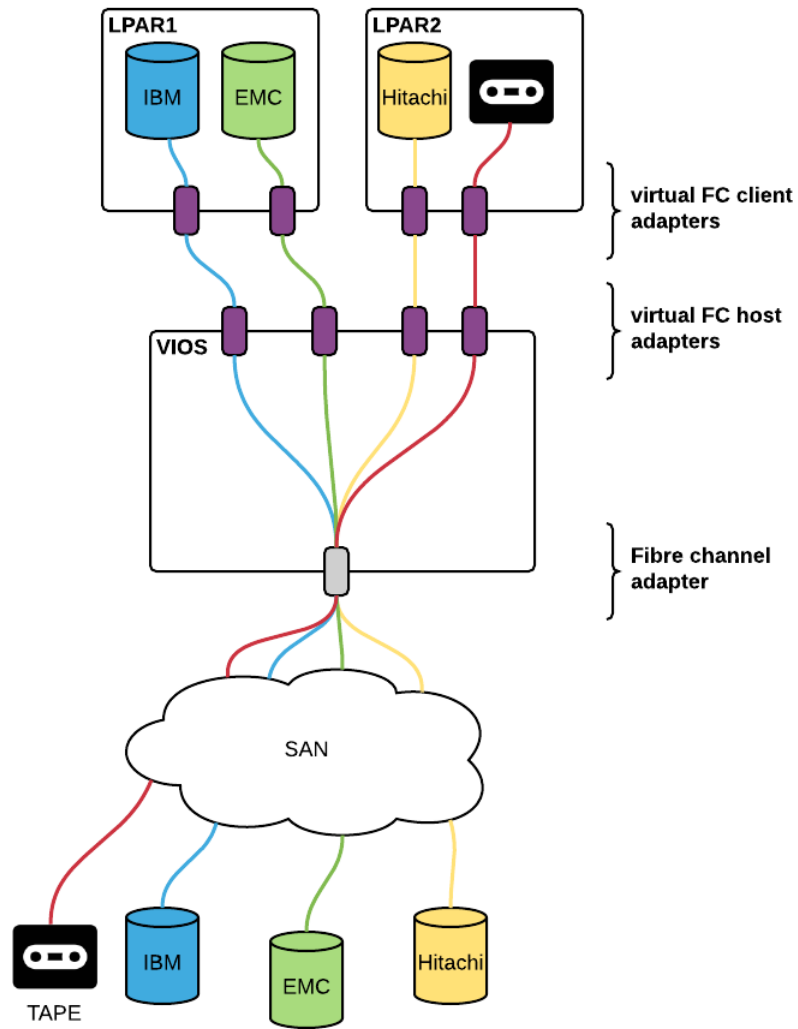 LPAR1
LPAR2
IBM
EMC
Hitachi
virtual FC client
adapters
virtual FC host
adapters
VIOS
Fibre channel
adapter
SAN
IBM
EMC
Hitachi
TAPE